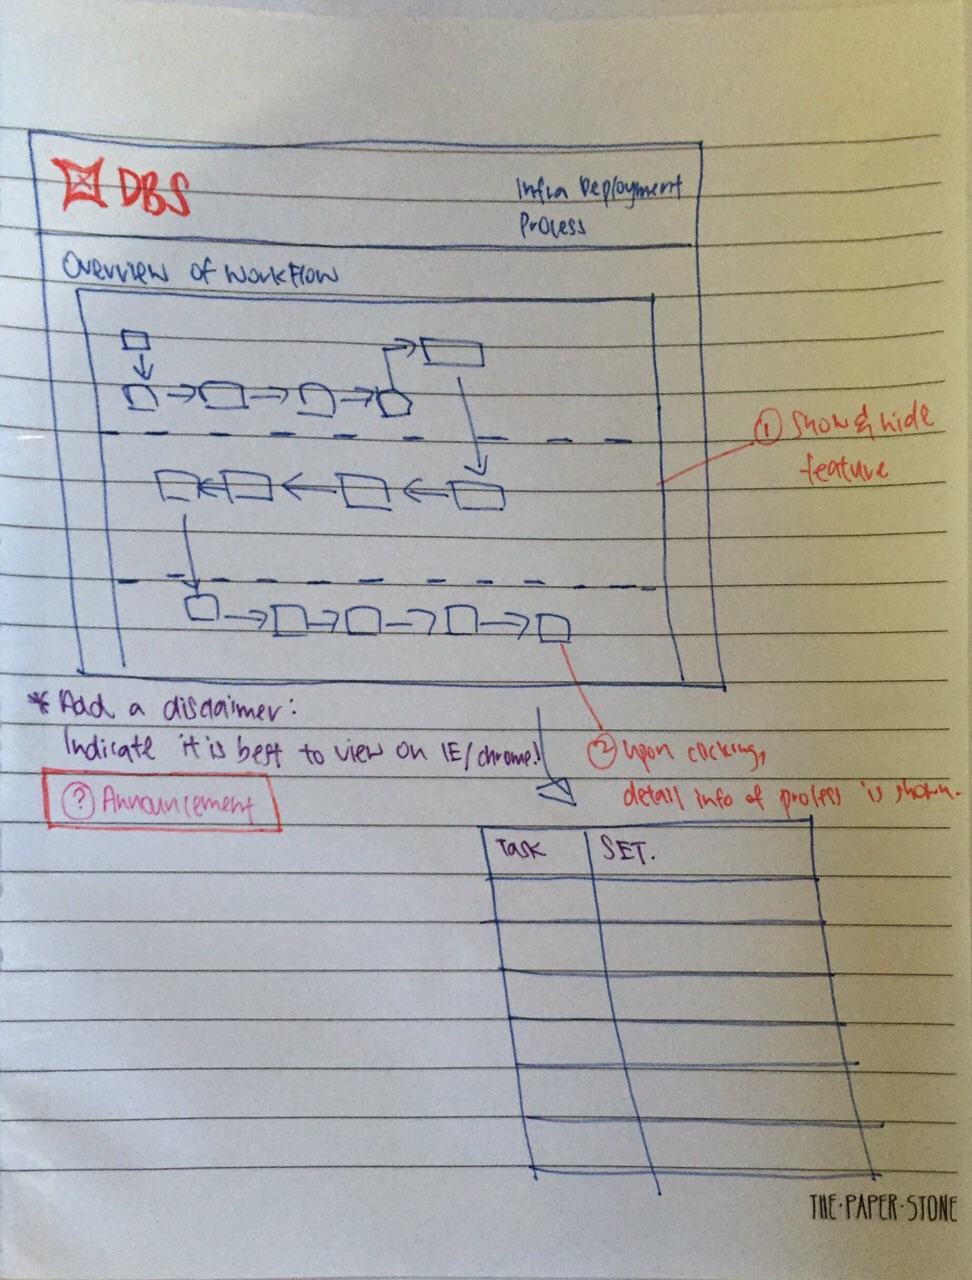 DBS
Infra Deployment
Process
Overview of Workflow
① Show & hide
feature
* Add a disclaimer:
Indicate it is best to view on IE/chrome!
② upon clicking,
detail info of process is shown.
? Announcement
Task
SET.
THE·PAPER·STONE